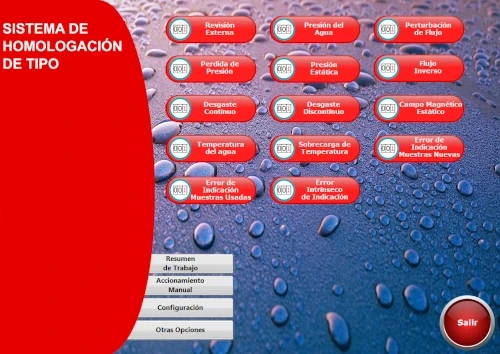 SISTEMA DE
HOMOLOGACIÓN
DE TIPO
Revisión
Externa
Presión del
Agua
Perturbación
de Flujo
Perdida de
Presión
Presión
Estática
Flujo
Inverso
Desgaste
Continuo
Desgaste
Discontinuo
Campo Magnético
Estático
Temperatura
del agua
Sobrecarga de
Temperatura
Error de
Indicación
Muestras Nuevas
Error de
Indicación
Muestras Usadas
Error
Intrínseco
de Indicación
Resumen
de Trabajo
Accionamiento
Manual
Configuración
Otras Opciones
Salir